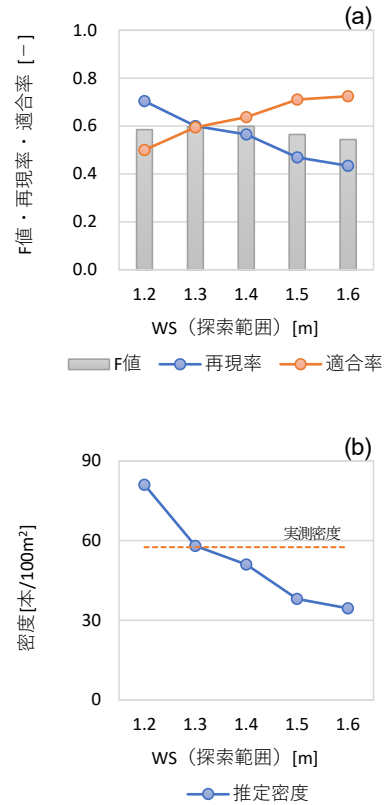 (a)
F値・再現率・適合率 [－]
1.0
0.8
0.6
0.4
0.2
0.0
1.2 1.3 1.4 1.5 1.6
WS（探索範囲）[m]
F値 再現率 適合率
(b)
密度[本/100m²]
90
60
30
0
実測密度
1.2 1.3 1.4 1.5 1.6
WS（探索範囲）[m]
推定密度